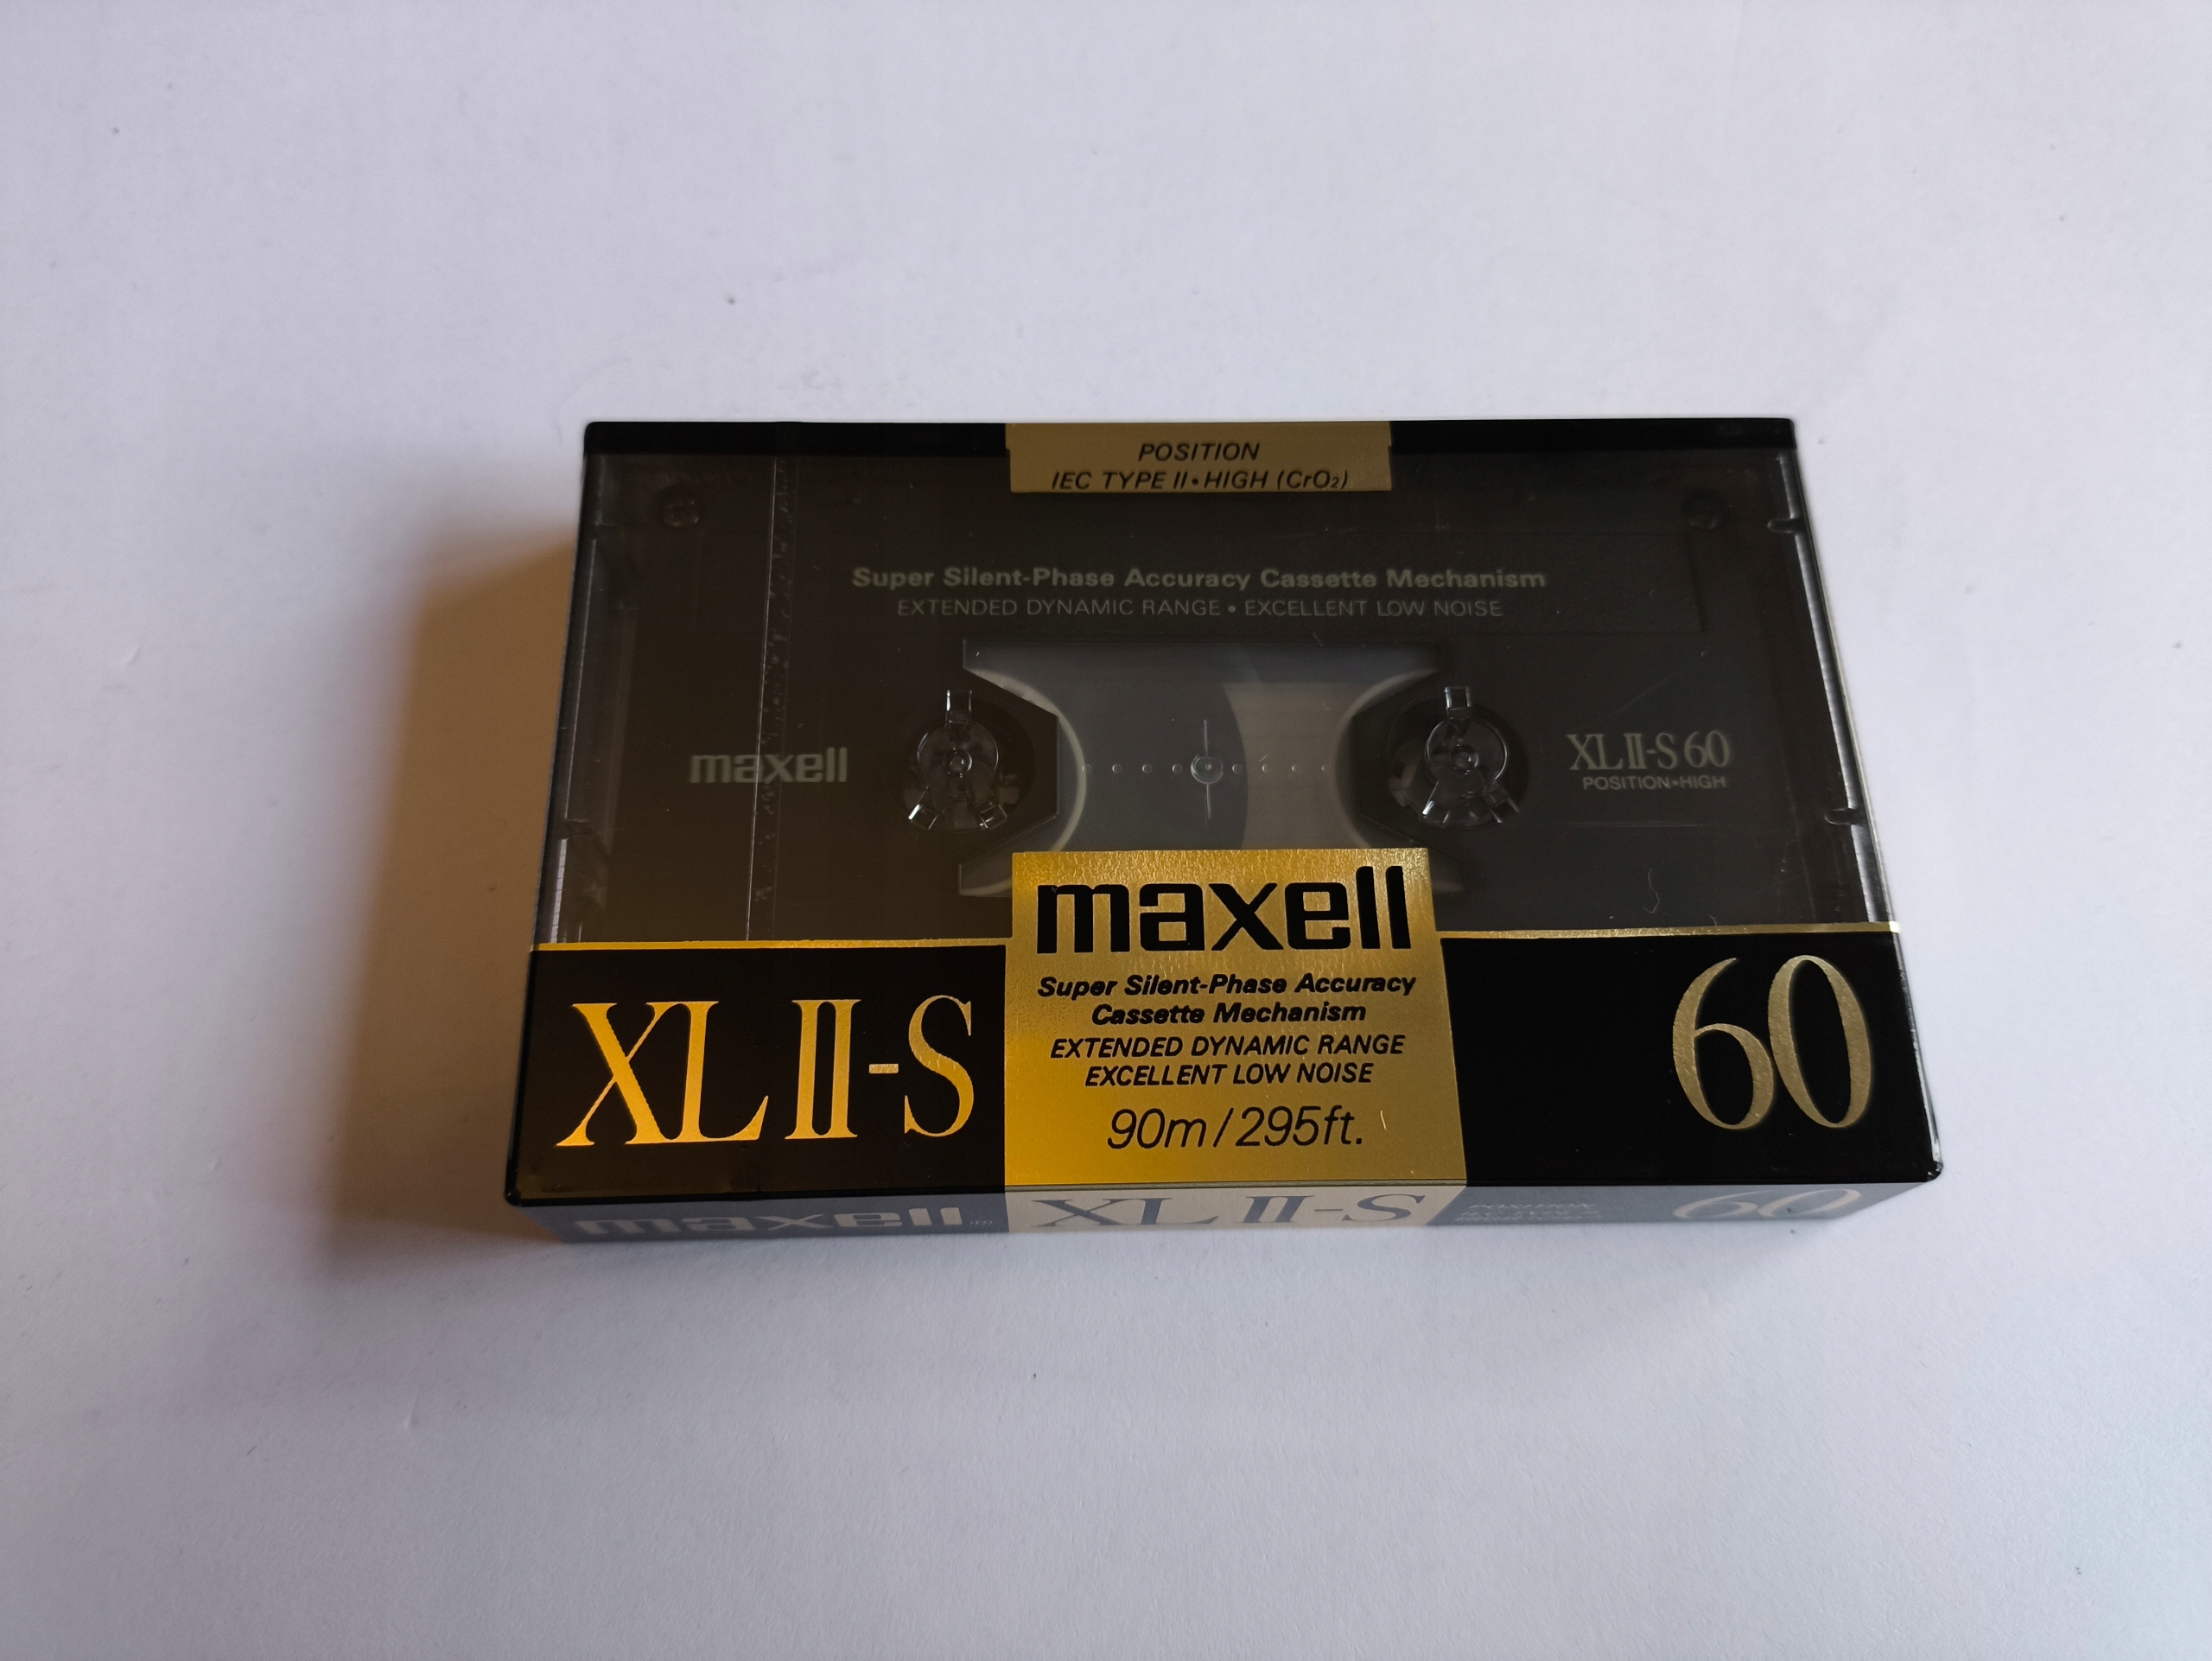 POSITION
IEC TYPE II•HIGH (CrO₂)
Super Silent-Phase Accuracy Cassette Mechanism
EXTENDED DYNAMIC RANGE • EXCELLENT LOW NOISE
maxell
XL II-S 60
POSITION•HIGH
maxell
Super Silent-Phase Accuracy
Cassette Mechanism
EXTENDED DYNAMIC RANGE
EXCELLENT LOW NOISE
90m/295ft.
XL II-S
60
maxell
XL II-S
POSITION
60